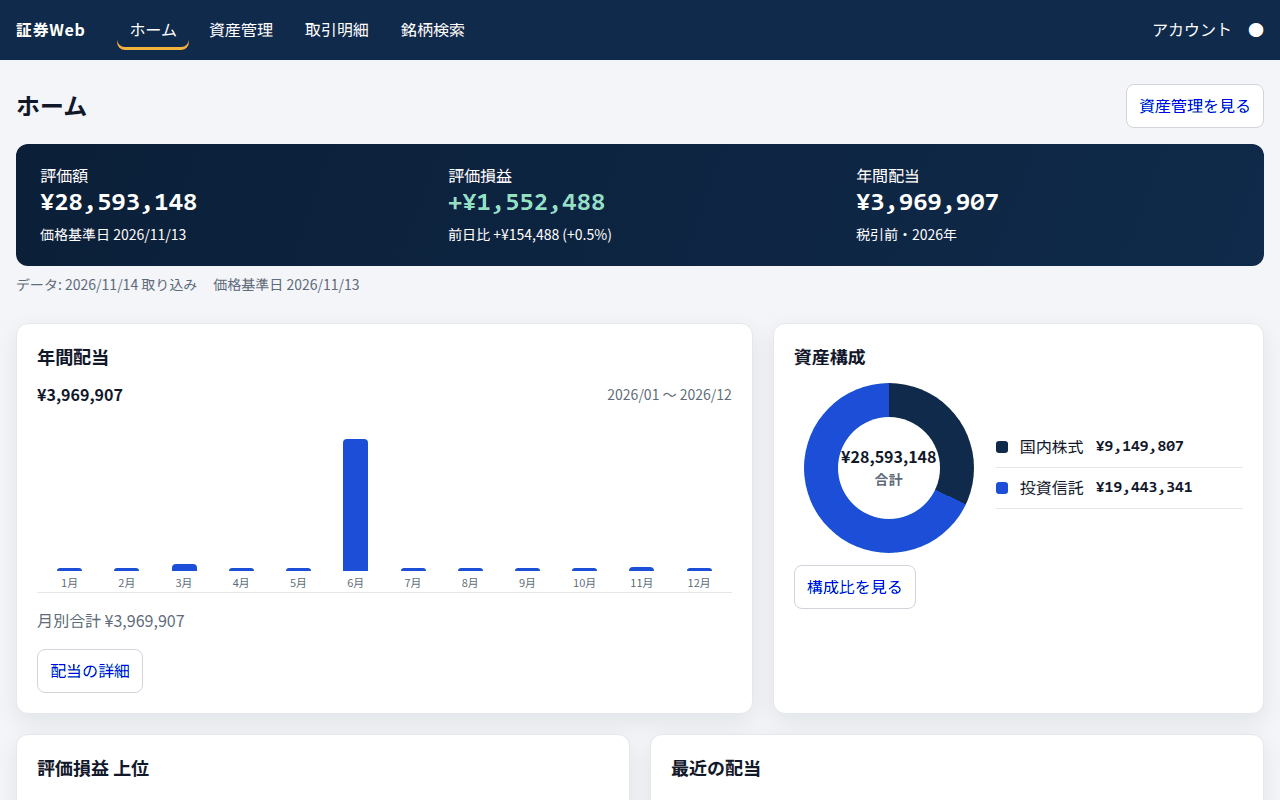 証券Web ホーム 資産管理 取引明細 銘柄検索 アカウント
ホーム
資産管理を見る
評価額
¥28,593,148
価格基準日 2026/11/13
評価損益
+¥1,552,488
前日比 +¥154,488 (+0.5%)
年間配当
¥3,969,907
税引前・2026年
データ: 2026/11/14 取り込み 価格基準日 2026/11/13
年間配当
¥3,969,907 2026/01 〜 2026/12
1月 2月 3月 4月 5月 6月 7月 8月 9月 10月 11月 12月
月別合計 ¥3,969,907
配当の詳細
資産構成
¥28,593,148
合計
国内株式 ¥9,149,807
投資信託 ¥19,443,341
構成比を見る
評価損益 上位
最近の配当